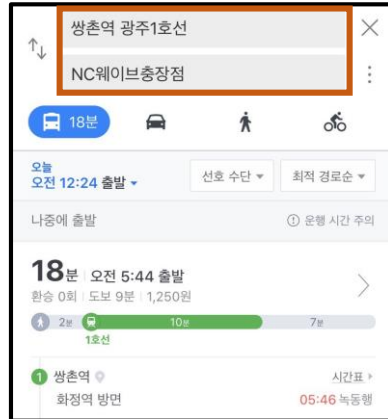 쌍촌역 광주1호선
NC웨이브충장점
18분
오늘
오전 12:24 출발
선호 수단
최적 경로순
나중에 출발
운행 시간 주의
18분 오전 5:44 출발
환승 0회 도보 9분 1,250원
2분 10분 7분
1호선
1 쌍촌역 시간표
화정역 방면 05:46 녹동행